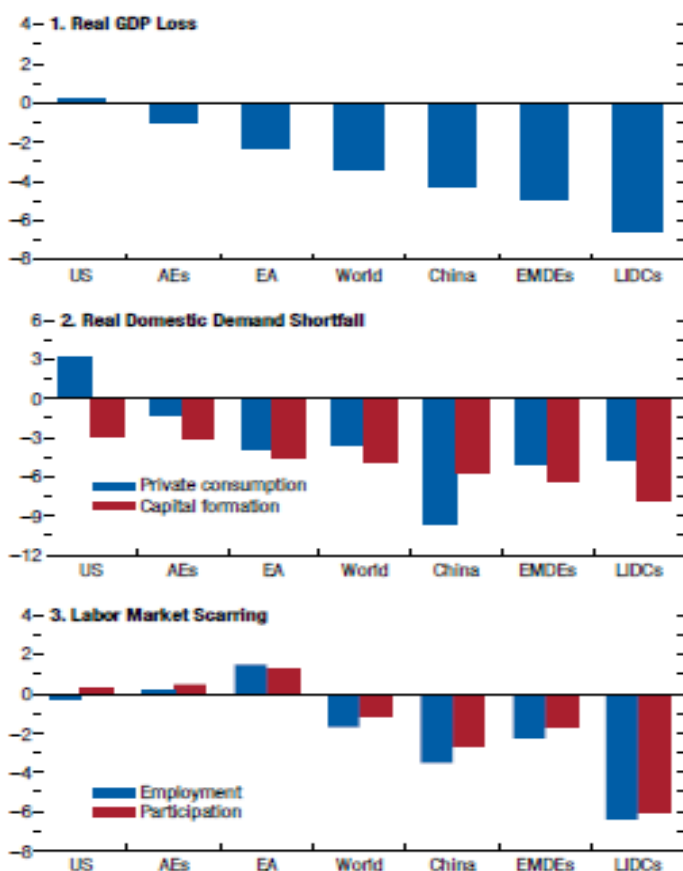 4
1. Real GDP Loss
2
0
−2
−4
−6
−8
US AEs EA World China EMDEs LIDCs
6
2. Real Domestic Demand Shortfall
3
0
−3
−6
Private consumption
Capital formation
−9
−12
US AEs EA World China EMDEs LIDCs
4
3. Labor Market Scarring
2
0
−2
−4
Employment
Participation
−6
−8
US AEs EA World China EMDEs LIDCs